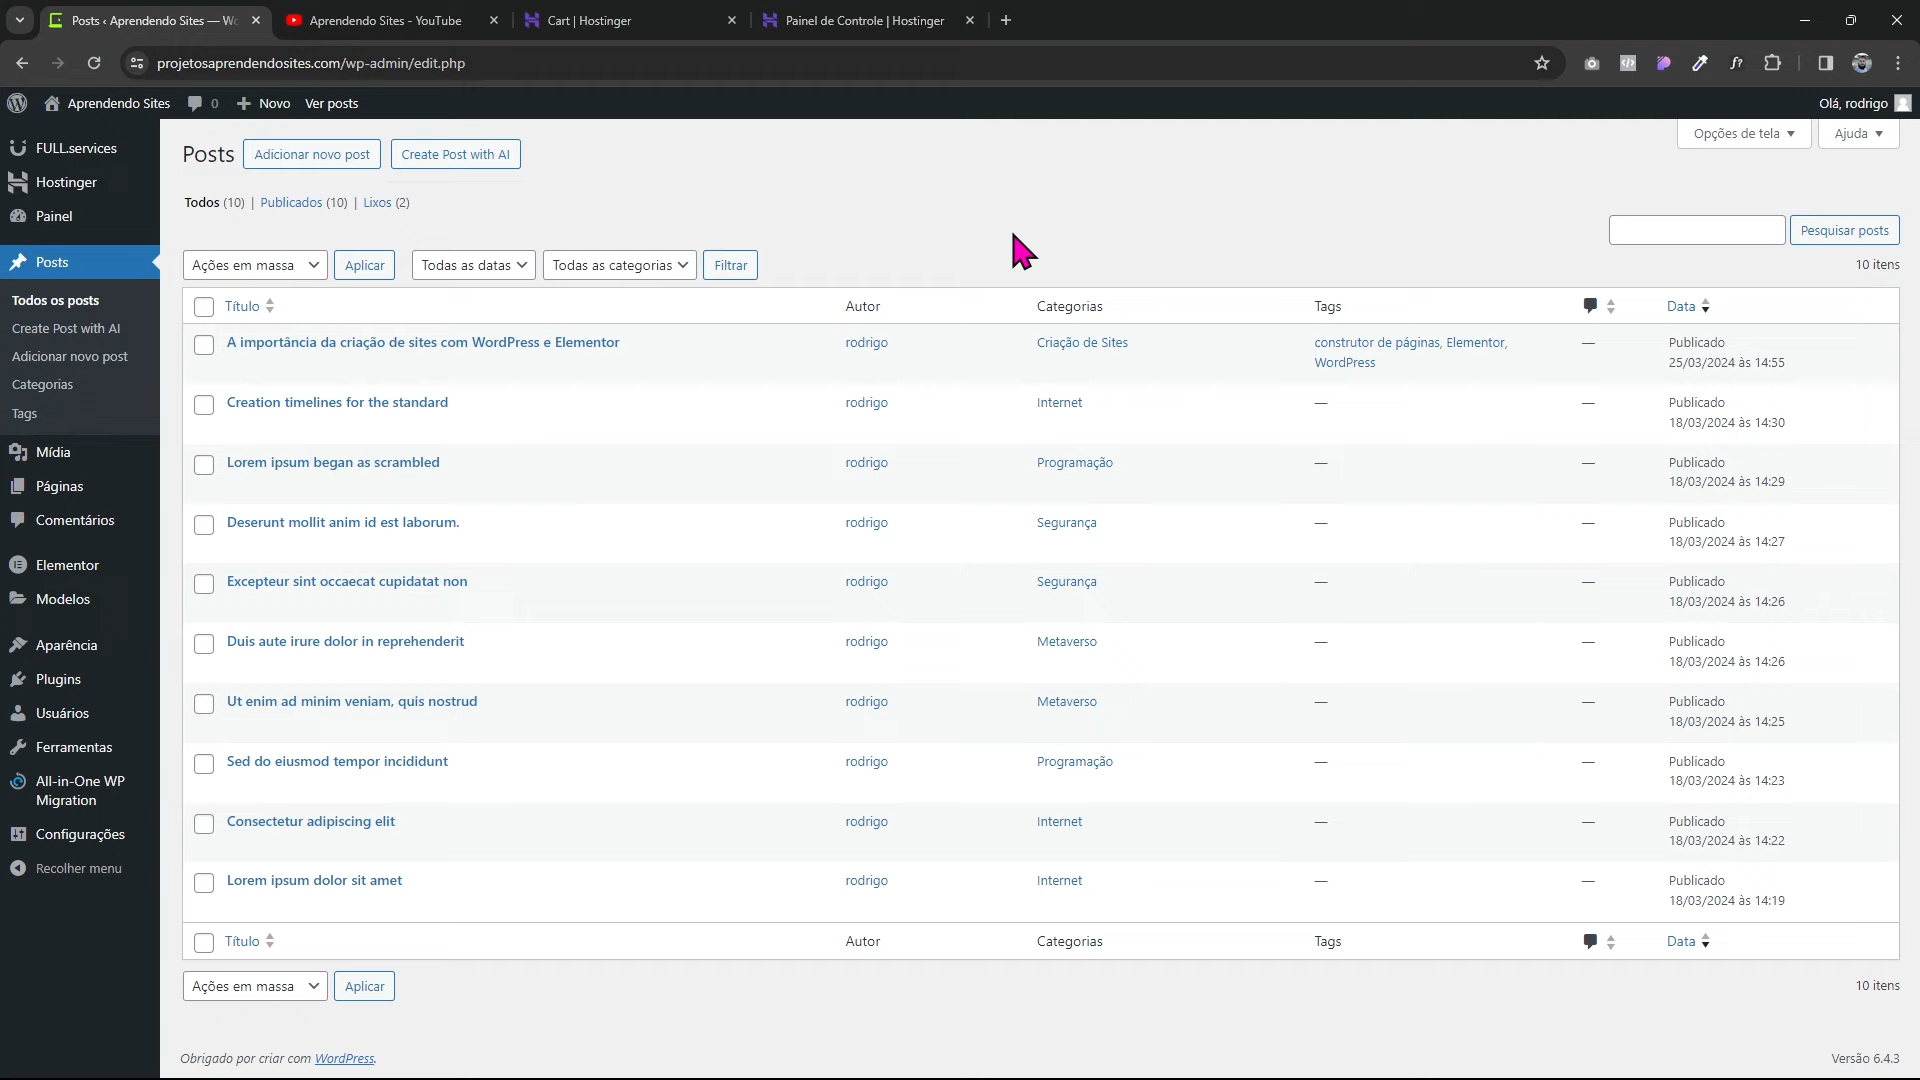 Posts ‹ Aprendendo Sites — W
Aprendendo Sites - YouTube
Cart | Hostinger
Painel de Controle | Hostinger
projetosaprendendosites.com/wp-admin/edit.php
Aprendendo Sites
0
Novo
Ver posts
Olá, rodrigo
FULL.services
Hostinger
Painel
Posts
Todos os posts
Create Post with AI
Adicionar novo post
Categorias
Tags
Mídia
Páginas
Comentários
Elementor
Modelos
Aparência
Plugins
Usuários
Ferramentas
All-in-One WP
Migration
Configurações
Recolher menu
Opções de tela
Ajuda
Posts
Adicionar novo post
Create Post with AI
Todos (10) | Publicados (10) | Lixos (2)
Pesquisar posts
Ações em massa
Aplicar
Todas as datas
Todas as categorias
Filtrar
10 itens
Título Autor Categorias Tags Data
A importância da criação de sites com WordPress e Elementor rodrigo Criação de Sites construtor de páginas, Elementor, — Publicado
WordPress 25/03/2024 às 14:55
Creation timelines for the standard rodrigo Internet — — Publicado
18/03/2024 às 14:30
Lorem ipsum began as scrambled rodrigo Programação — — Publicado
18/03/2024 às 14:29
Deserunt mollit anim id est laborum. rodrigo Segurança — — Publicado
18/03/2024 às 14:27
Excepteur sint occaecat cupidatat non rodrigo Segurança — — Publicado
18/03/2024 às 14:26
Duis aute irure dolor in reprehenderit rodrigo Metaverso — — Publicado
18/03/2024 às 14:26
Ut enim ad minim veniam, quis nostrud rodrigo Metaverso — — Publicado
18/03/2024 às 14:25
Sed do eiusmod tempor incididunt rodrigo Programação — — Publicado
18/03/2024 às 14:23
Consectetur adipiscing elit rodrigo Internet — — Publicado
18/03/2024 às 14:22
Lorem ipsum dolor sit amet rodrigo Internet — — Publicado
18/03/2024 às 14:19
Título Autor Categorias Tags Data
Ações em massa
Aplicar
10 itens
Obrigado por criar com WordPress.
Versão 6.4.3